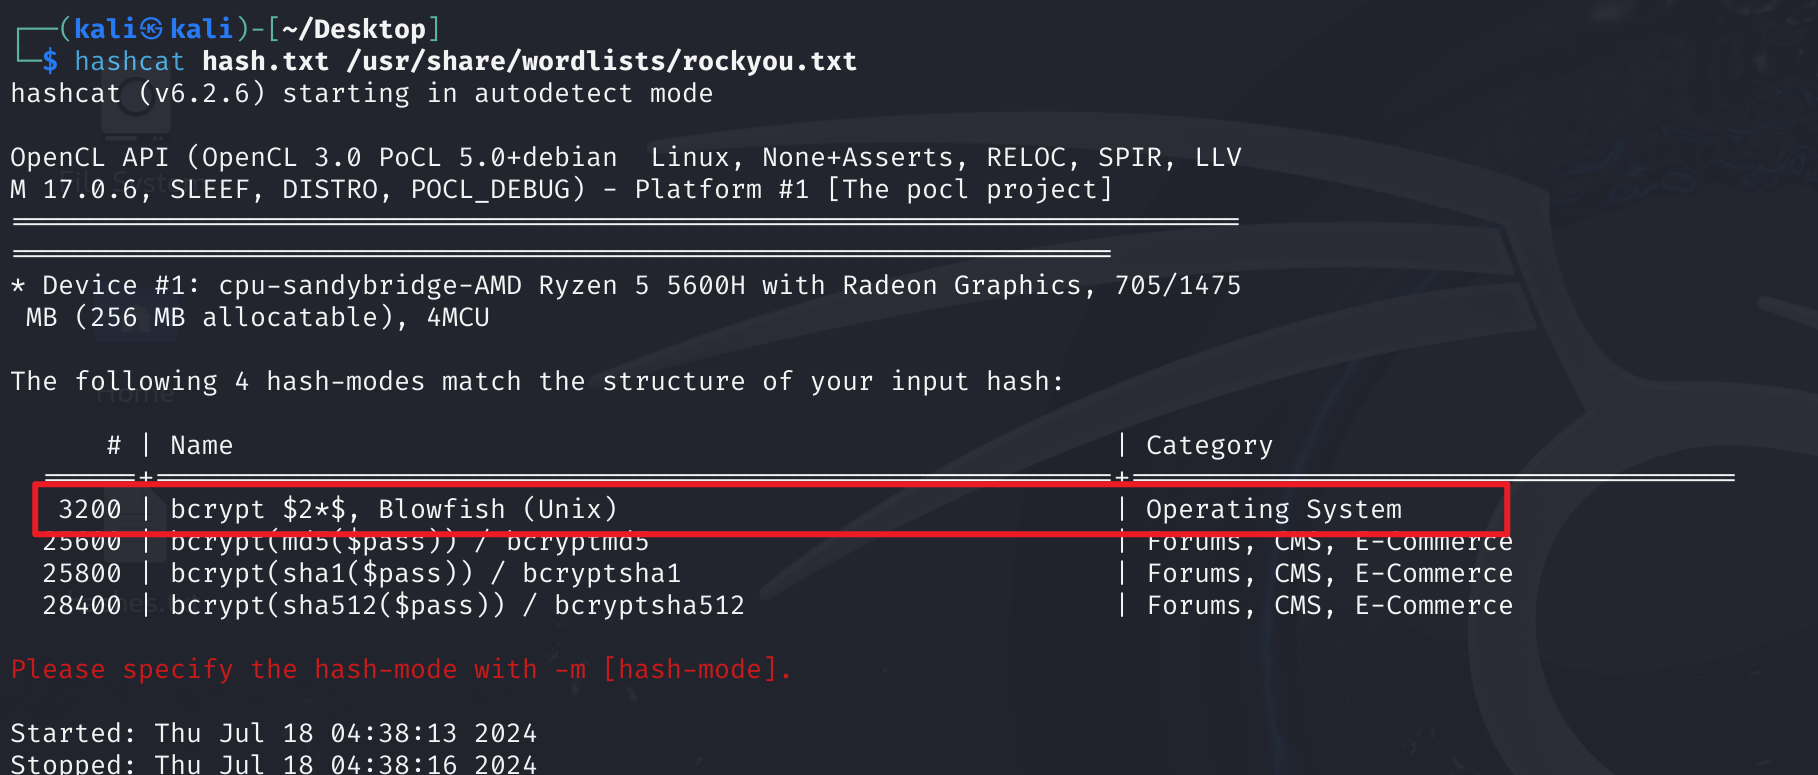 ┌──(kali㉿kali)-[~/Desktop]
└─$ hashcat hash.txt /usr/share/wordlists/rockyou.txt
hashcat (v6.2.6) starting in autodetect mode
OpenCL API (OpenCL 3.0 PoCL 5.0+debian  Linux, None+Asserts, RELOC, SPIR, LLV
M 17.0.6, SLEEF, DISTRO, POCL_DEBUG) - Platform #1 [The pocl project]
* Device #1: cpu-sandybridge-AMD Ryzen 5 5600H with Radeon Graphics, 705/1475
MB (256 MB allocatable), 4MCU
The following 4 hash-modes match the structure of your input hash:
# | Name | Category
3200 | bcrypt $2*$, Blowfish (Unix) | Operating System
25600 | bcrypt(md5($pass)) / bcryptmd5 | Forums, CMS, E-Commerce
25800 | bcrypt(sha1($pass)) / bcryptsha1 | Forums, CMS, E-Commerce
28400 | bcrypt(sha512($pass)) / bcryptsha512 | Forums, CMS, E-Commerce
Please specify the hash-mode with -m [hash-mode].
Started: Thu Jul 18 04:38:13 2024
Stopped: Thu Jul 18 04:38:16 2024